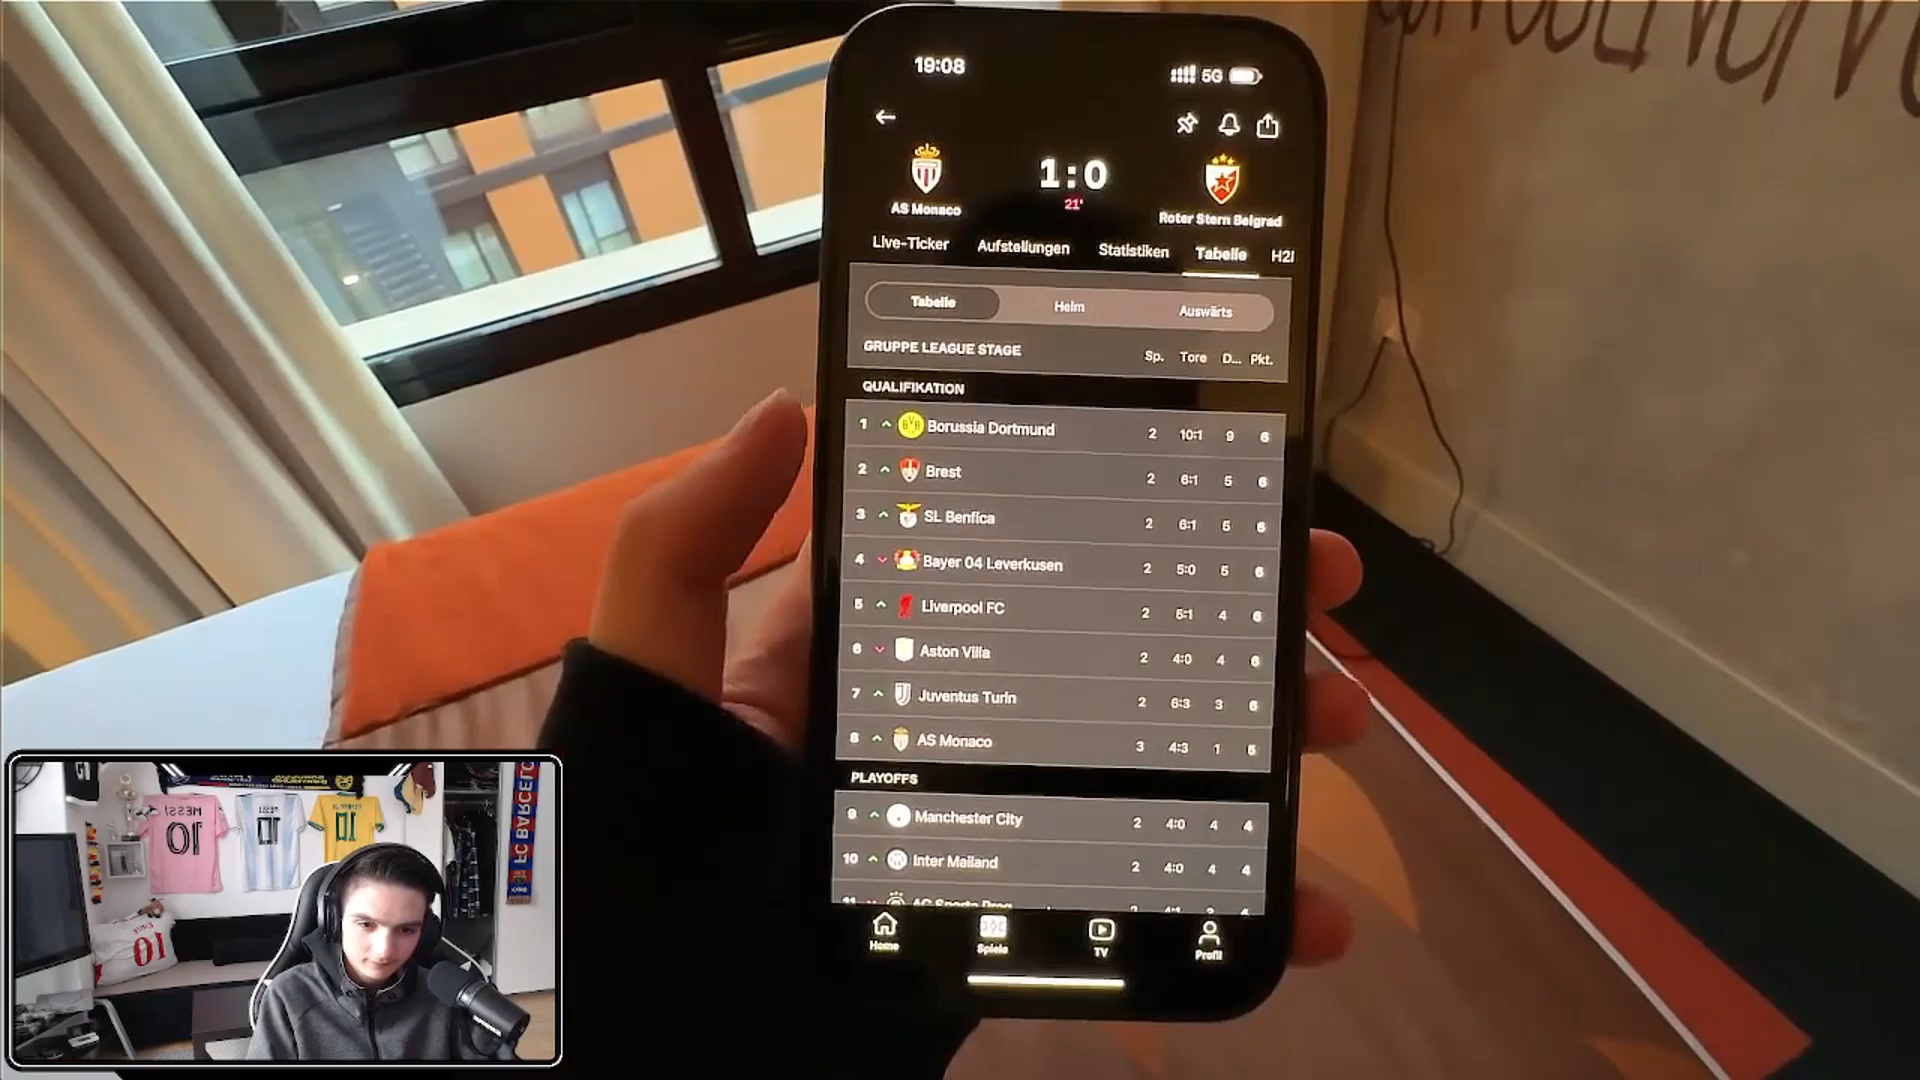 19:08 5G
1:0
21'
AS Monaco Roter Stern Belgrad
Live-Ticker Aufstellungen Statistiken Tabelle H2
Tabelle Heim Auswärts
GRUPPE LEAGUE STAGE Sp. Tore D... Pkt.
QUALIFIKATION
1 Borussia Dortmund 2 10:1 9 6
2 Brest 2 6:1 5 6
3 SL Benfica 2 6:1 5 6
4 Bayer 04 Leverkusen 2 5:0 5 6
5 Liverpool FC 2 5:1 4 6
6 Aston Villa 2 4:0 4 6
7 Juventus Turin 2 6:3 3 6
8 AS Monaco 3 4:3 1
PLAYOFFS
9 Manchester City 2 4:0 4 4
10 Inter Mailand 2 4:0 4 4
Home Spiele TV Profil
MESSI
10
10
10
10
FC BARCELO